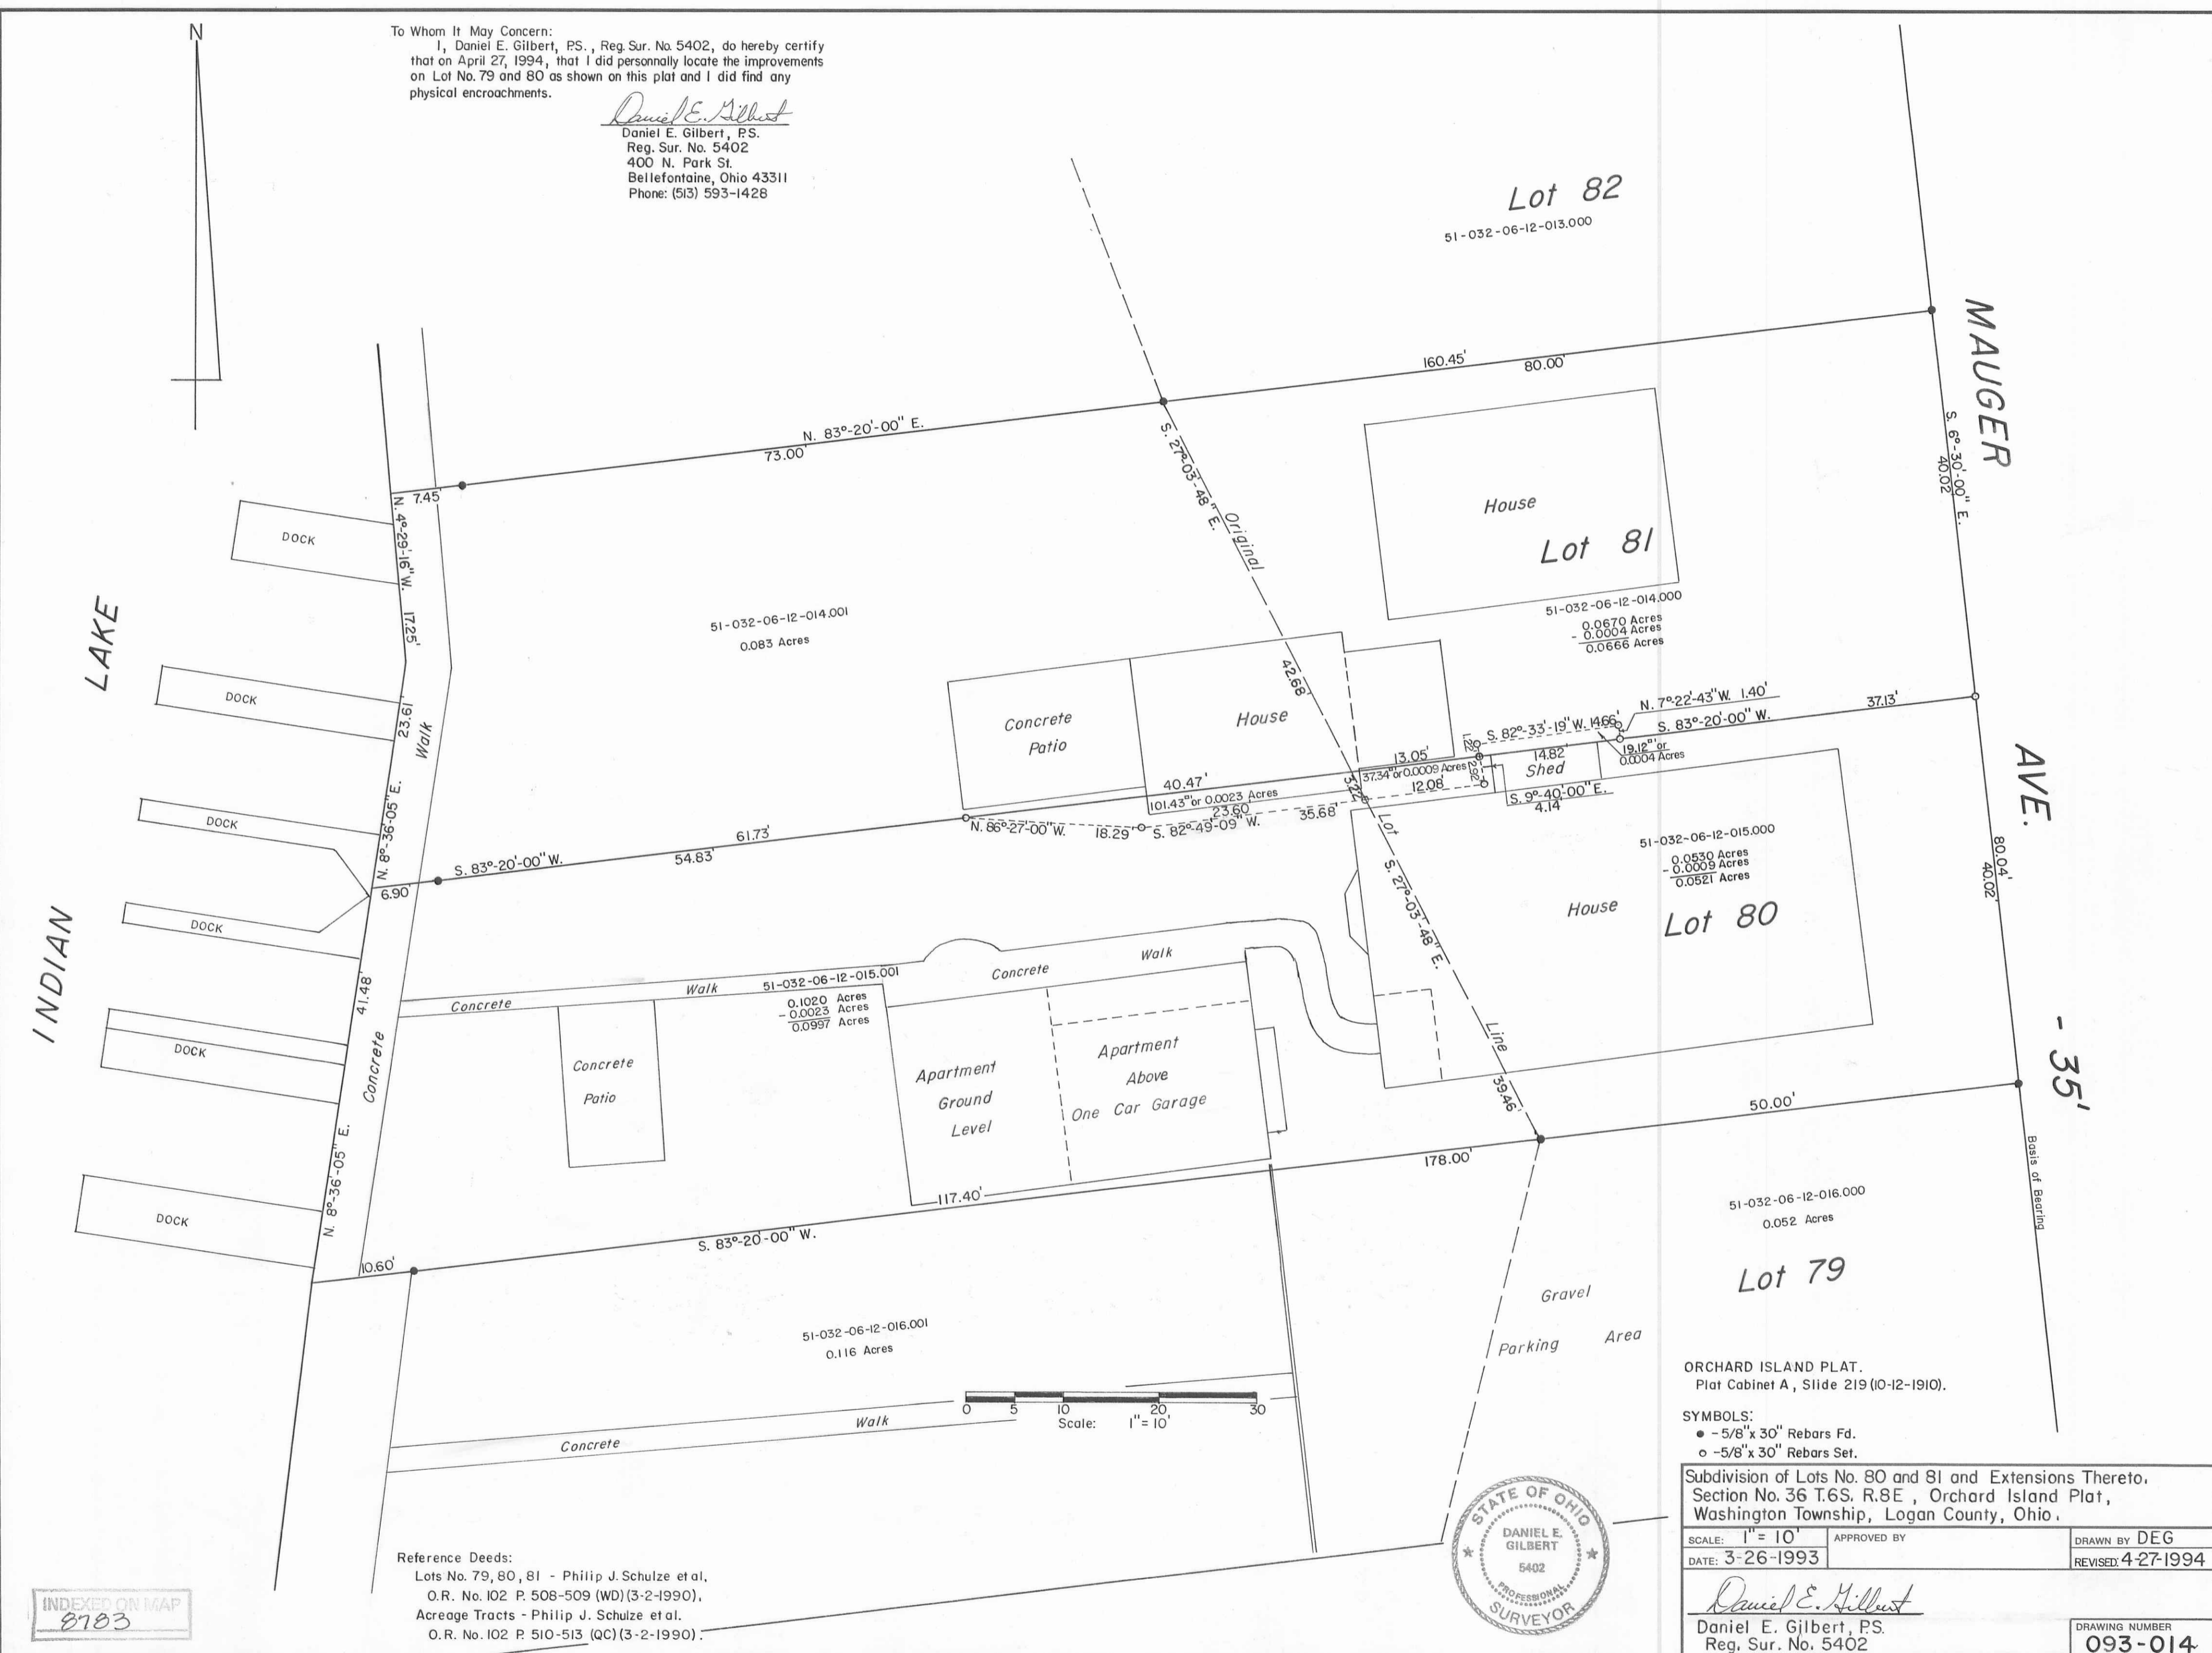 N
To Whom It May Concern:
I, Daniel E. Gilbert, P.S., Reg. Sur. No. 5402, do hereby certify
that on April 27, 1994, that I did personnally locate the improvements
on Lot No. 79 and 80 as shown on this plat and I did find any
physical encroachments.
Daniel E. Gilbert
Daniel E. Gilbert, P.S.
Reg. Sur. No. 5402
400 N. Park St.
Bellefontaine, Ohio 43311
Phone: (513) 593-1428
Lot 82
51-032-06-12-013.000
MAUGER
AVE.
- 35'
S. 6°-30'-00" E.
40.02
80.04'
40.02'
Basis of Bearing
160.45'
80.00'
N. 83°-20'-00" E.
73.00'
7.45'
N. 4°-29'-16" W. 17.25'
S. 27°-03'-48" E.
Original
42.68'
House
Lot 81
51-032-06-12-014.000
0.0670 Acres
- 0.0004 Acres
0.0666 Acres
51-032-06-12-014.001
0.083 Acres
LAKE
INDIAN
DOCK
DOCK
DOCK
DOCK
DOCK
DOCK
23.61'
Walk
N. 8°-36'-05" E.
Concrete
Patio
House
N. 7°-22'-43" W. 1.40'
S. 82°-33'-19" W. 14.66'
S. 83°-20'-00" W.
37.13'
1.22'
13.05'
14.82'
19.12" or
0.0004 Acres
Shed
37.34" or 0.0009 Acres
2.92'
12.08'
S. 9°-40'-00" E.
4.14
40.47'
101.43" or 0.0023 Acres
23.60
35.68'
3.22'
N. 86°-27'-00" W. 18.29'
S. 82°-49'-09" W.
61.73'
54.83'
S. 83°-20'-00" W.
6.90'
Lot
S. 27°-03'-48" E.
Line
39.46'
51-032-06-12-015.000
0.0530 Acres
- 0.0009 Acres
0.0521 Acres
House
Lot 80
41.48'
Concrete
N. 8°-36'-05" E.
Concrete
Walk
51-032-06-12-015.001
0.1020 Acres
- 0.0023 Acres
0.0997 Acres
Concrete
Walk
Concrete
Patio
Apartment
Ground
Level
Apartment
Above
One Car Garage
50.00'
178.00'
117.40'
S. 83°-20'-00" W.
10.60'
51-032-06-12-016.000
0.052 Acres
Lot 79
51-032-06-12-016.001
0.116 Acres
Gravel
Parking Area
Concrete
Walk
0 5 10 20 30
Scale: 1"= 10'
ORCHARD ISLAND PLAT.
Plat Cabinet A, Slide 219 (10-12-1910).
SYMBOLS:
● - 5/8" x 30" Rebars Fd.
○ - 5/8" x 30" Rebars Set.
STATE OF OHIO
DANIEL E.
GILBERT
5402
PROFESSIONAL
SURVEYOR
Reference Deeds:
Lots No. 79, 80, 81 - Philip J. Schulze et al,
O.R. No. 102 P. 508-509 (WD) (3-2-1990).
Acreage Tracts - Philip J. Schulze et al.
O.R. No. 102 P. 510-513 (QC) (3-2-1990).
INDEXED ON MAP
8783
Subdivision of Lots No. 80 and 81 and Extensions Thereto.
Section No. 36 T.6S. R.8E, Orchard Island Plat,
Washington Township, Logan County, Ohio.
SCALE: 1" = 10'
APPROVED BY
DRAWN BY DEG
DATE: 3-26-1993
REVISED: 4-27-1994
Daniel E. Gilbert
Daniel E. Gilbert, P.S.
Reg. Sur. No. 5402
DRAWING NUMBER
093-014